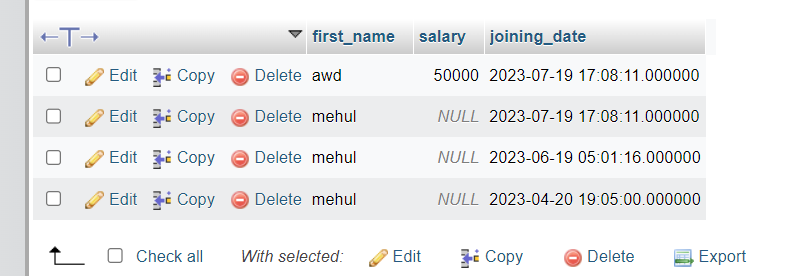 first_name salary joining_date
Edit Copy Delete awd 50000 2023-07-19 17:08:11.000000
Edit Copy Delete mehul NULL 2023-07-19 17:08:11.000000
Edit Copy Delete mehul NULL 2023-06-19 05:01:16.000000
Edit Copy Delete mehul NULL 2023-04-20 19:05:00.000000
Check all With selected: Edit Copy Delete Export